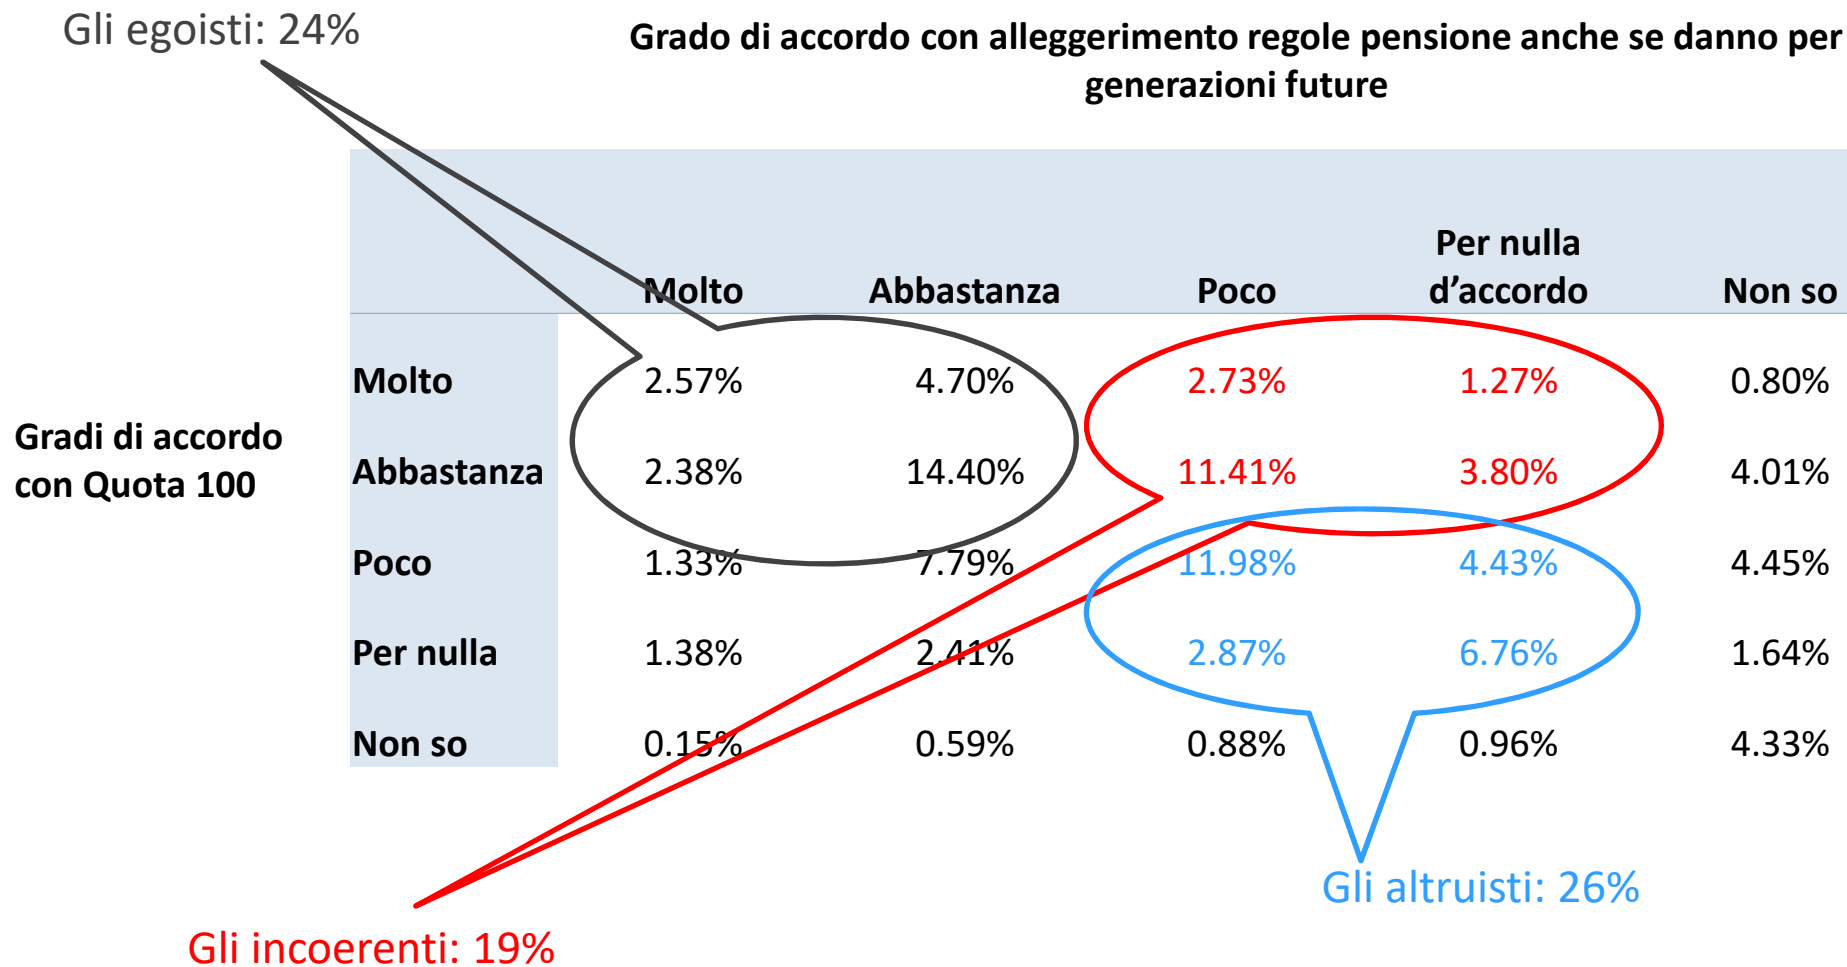 Gli egoisti: 24%
Grado di accordo con alleggerimento regole pensione anche se danno per
generazioni future
Per nulla
Molto Abbastanza Poco d’accordo Non so
Molto 2.57% 4.70% 2.73% 1.27% 0.80%
Gradi di accordo
con Quota 100
Abbastanza 2.38% 14.40% 11.41% 3.80% 4.01%
Poco 1.33% 7.79% 11.98% 4.43% 4.45%
Per nulla 1.38% 2.41% 2.87% 6.76% 1.64%
Non so 0.15% 0.59% 0.88% 0.96% 4.33%
Gli altruisti: 26%
Gli incoerenti: 19%